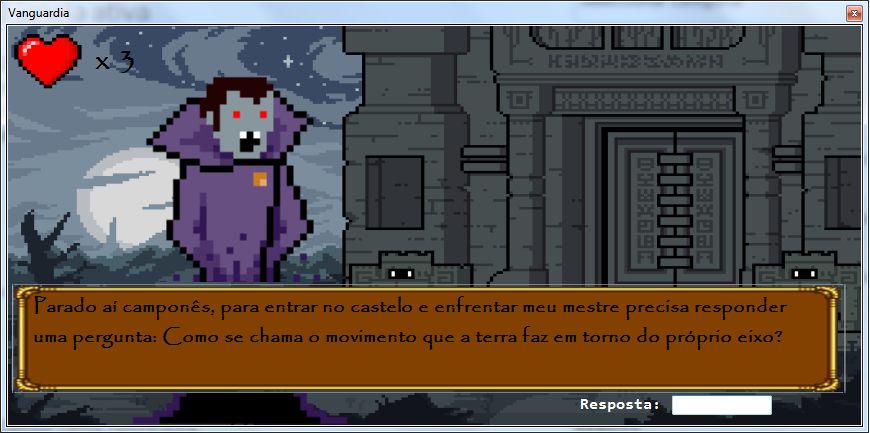 Vanguardia
x 3
Parado aí camponês, para entrar no castelo e enfrentar meu mestre precisa responder
uma pergunta: Como se chama o movimento que a terra faz em torno do próprio eixo?
Resposta: